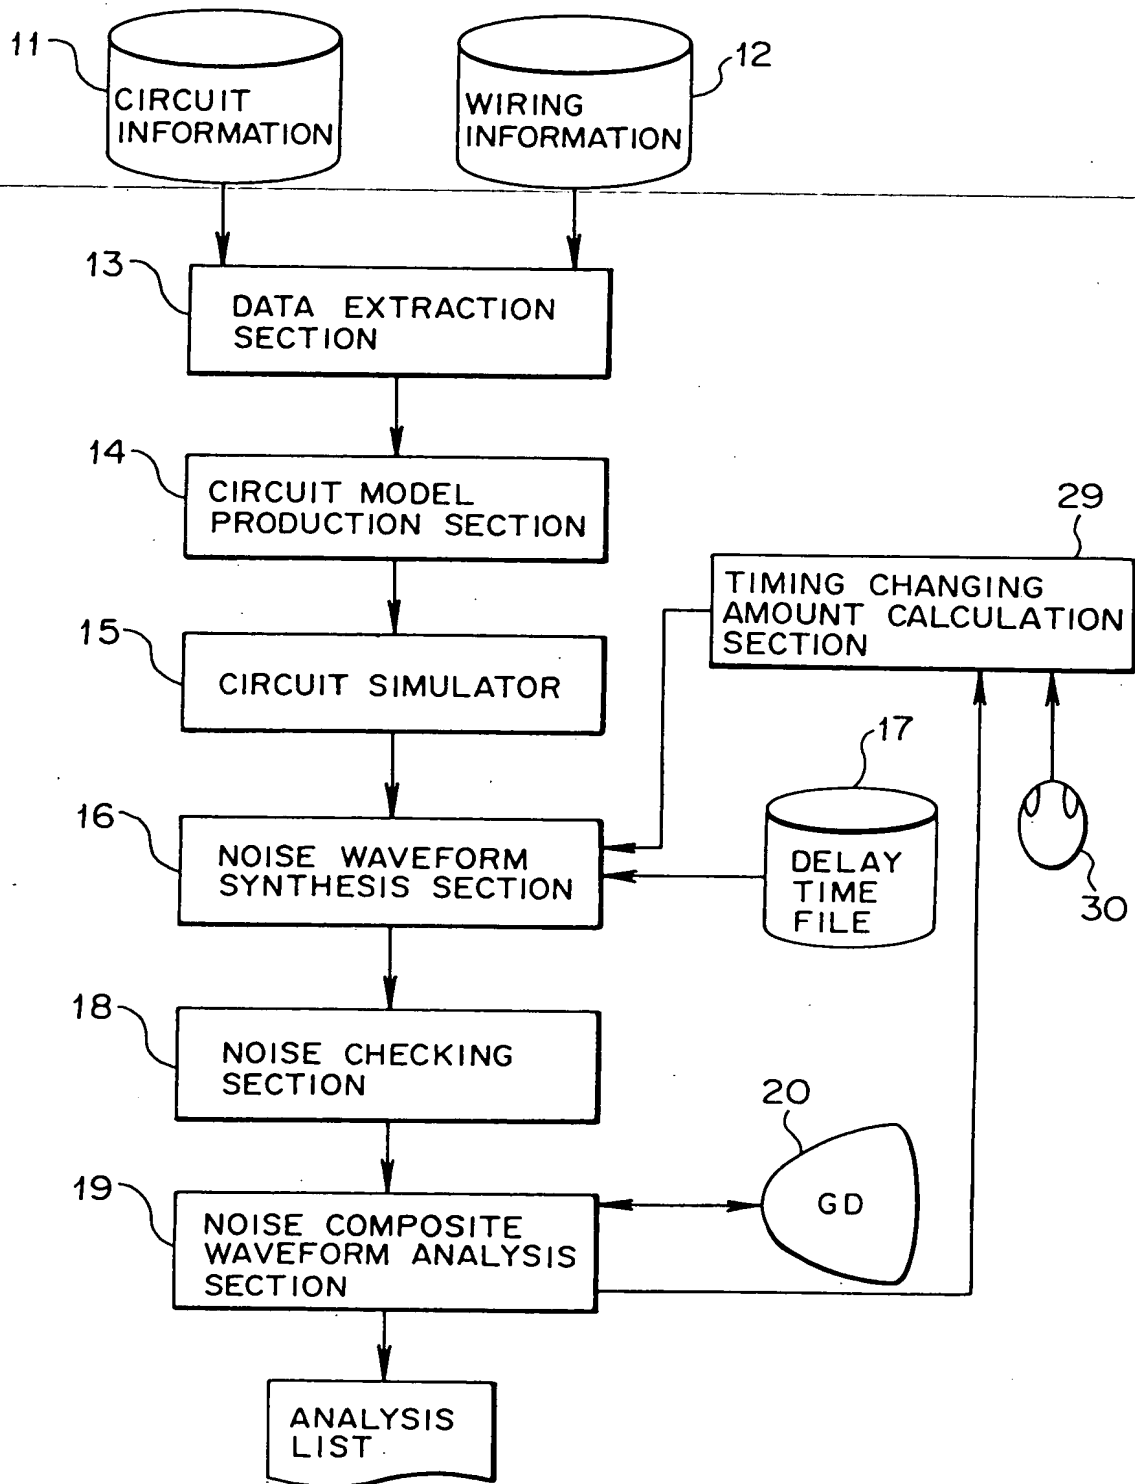 11
CIRCUIT
INFORMATION
12
WIRING
INFORMATION
13
DATA EXTRACTION
SECTION
14
CIRCUIT MODEL
PRODUCTION SECTION
29
TIMING CHANGING
AMOUNT CALCULATION
SECTION
15
CIRCUIT SIMULATOR
17
DELAY
TIME
FILE
30
16
NOISE WAVEFORM
SYNTHESIS SECTION
18
NOISE CHECKING
SECTION
20
GD
19
NOISE COMPOSITE
WAVEFORM ANALYSIS
SECTION
ANALYSIS
LIST